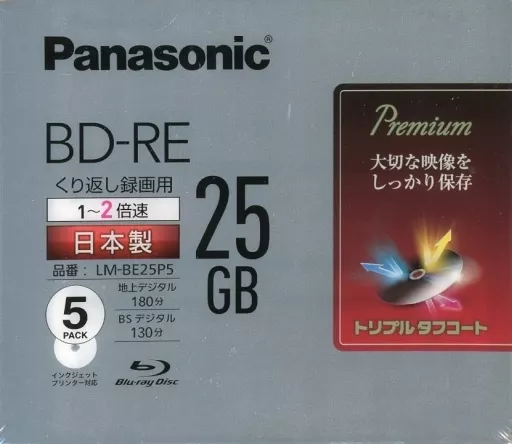 Panasonic®
BD-RE
くり返し録画用
1～2倍速
日本製
品番： LM-BE25P5
25
GB
5
PACK
地上デジタル
180分
BSデジタル
130分
インクジェット
プリンター対応
Blu-ray Disc
Premium
大切な映像を
しっかり保存
トリプルタフコート